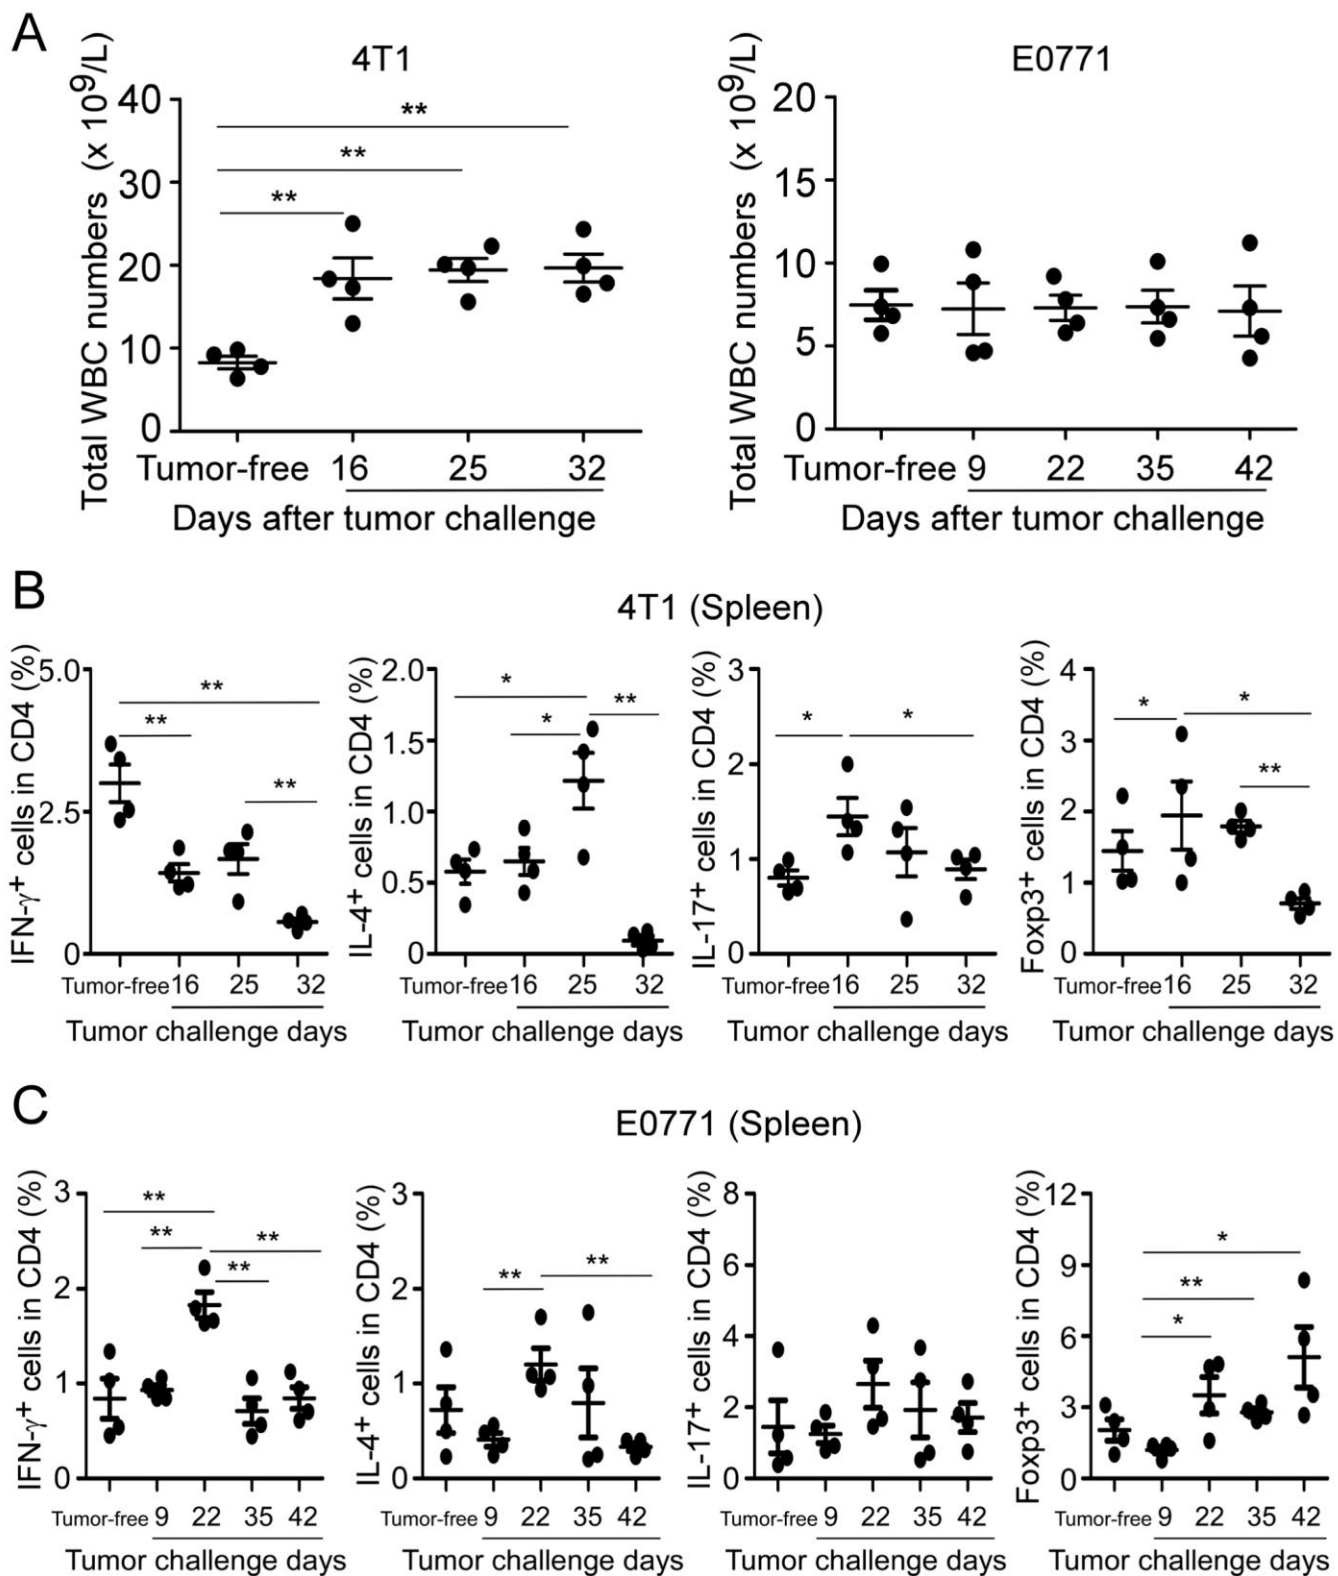 A
4T1
E0771
Total WBC numbers (x 10⁹/L)
40
30
20
10
0
**
**
**
Tumor-free 16 25 32
Days after tumor challenge
Total WBC numbers (x 10⁹/L)
20
15
10
5
0
Tumor-free 9 22 35 42
Days after tumor challenge
B
4T1 (Spleen)
IFN-γ⁺ cells in CD4 (%)
5.0
2.5
0
**
**
**
Tumor-free 16 25 32
Tumor challenge days
IL-4⁺ cells in CD4 (%)
2.0
1.5
1.0
0.5
0
*
**
*
Tumor-free 16 25 32
Tumor challenge days
IL-17⁺ cells in CD4 (%)
3
2
1
0
*
*
Tumor-free 16 25 32
Tumor challenge days
Foxp3⁺ cells in CD4 (%)
4
3
2
1
0
*
*
**
Tumor-free 16 25 32
Tumor challenge days
C
E0771 (Spleen)
IFN-γ⁺ cells in CD4 (%)
3
2
1
0
**
**
**
**
Tumor-free 9 22 35 42
Tumor challenge days
IL-4⁺ cells in CD4 (%)
3
2
1
0
**
**
Tumor-free 9 22 35 42
Tumor challenge days
IL-17⁺ cells in CD4 (%)
8
6
4
2
0
Tumor-free 9 22 35 42
Tumor challenge days
Foxp3⁺ cells in CD4 (%)
12
9
6
3
0
*
**
*
Tumor-free 9 22 35 42
Tumor challenge days